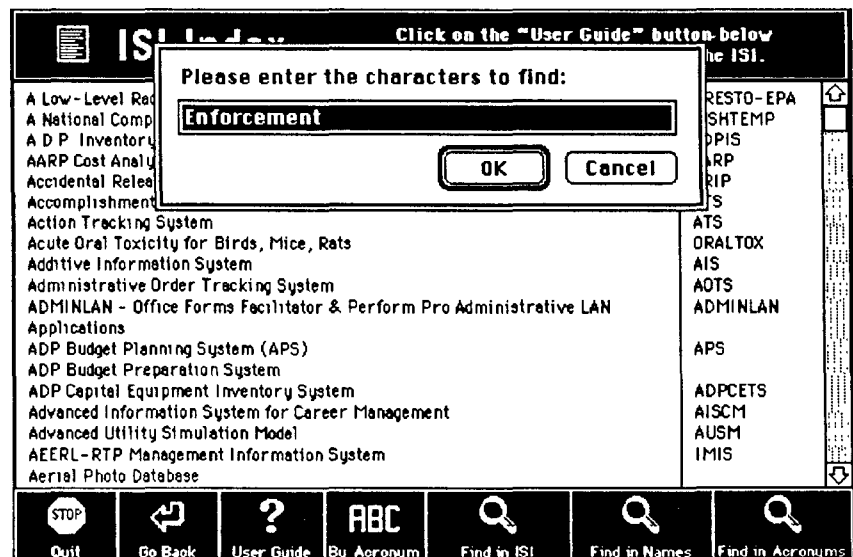 ISI Index
Click on the "User Guide" button below
he ISI.
Please enter the characters to find:
Enforcement
OK Cancel
A Low-Level Rad RESTO-EPA
A National Comp SHTEMP
A D P Inventory DPIS
AARP Cost Analy ARP
Accidental Relea RIP
Accomplishment TS
Action Tracking System ATS
Acute Oral Toxicity for Birds, Mice, Rats ORALTOX
Additive Information System AIS
Administrative Order Tracking System AOTS
ADMINLAN - Office Forms Facilitator & Perform Pro Administrative LAN ADMINLAN
Applications
ADP Budget Planning System (APS) APS
ADP Budget Preparation System
ADP Capital Equipment Inventory System ADPCETS
Advanced Information System for Career Management AISCM
Advanced Utility Simulation Model AUSM
AEERL-RTP Management Information System IMIS
Aerial Photo Database
STOP ? ABC
Quit Go Back User Guide By Acronym Find in ISI Find in Names Find in Acronyms